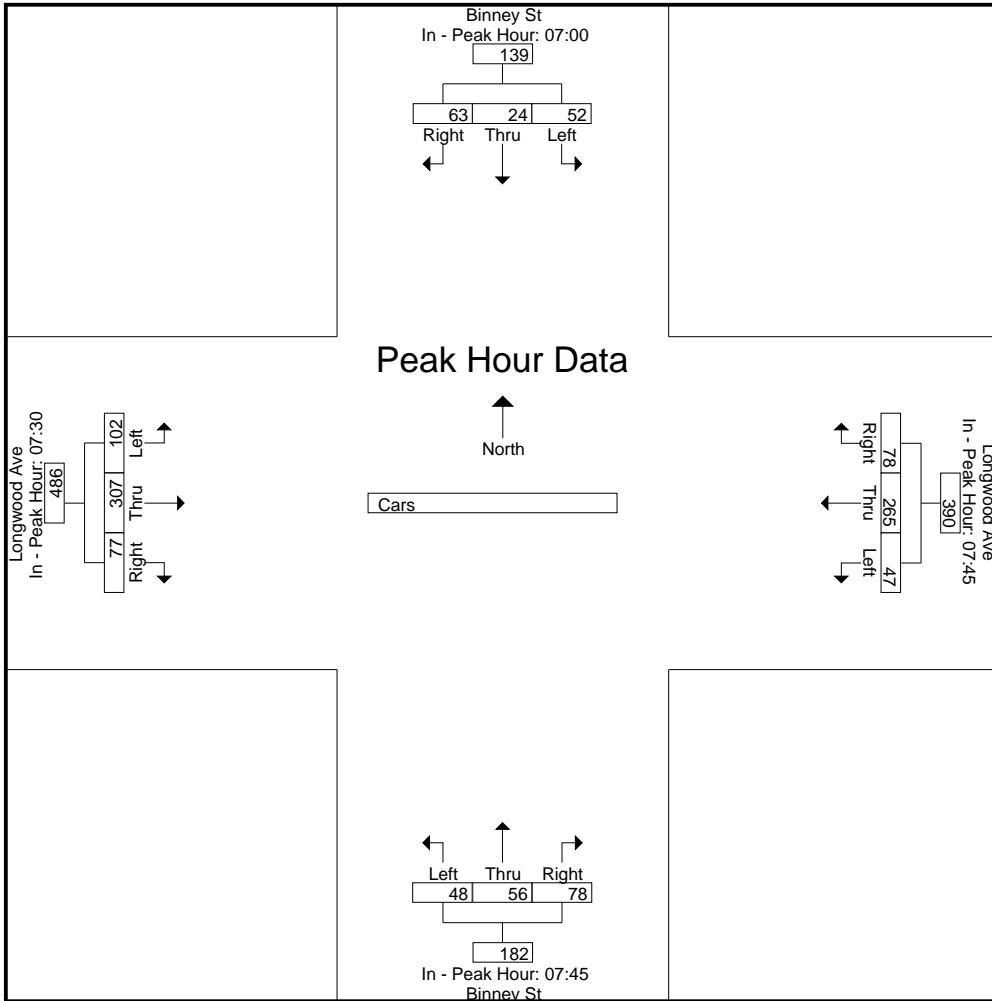 Binney St
In - Peak Hour: 07:00
139
63 24 52
Right Thru Left
Peak Hour Data
North
Cars
Longwood Ave
In - Peak Hour: 07:30
486
102 307 77
Left Thru Right
Longwood Ave
In - Peak Hour: 07:45
390
78 265 47
Right Thru Left
Left Thru Right
48 56 78
182
In - Peak Hour: 07:45
Binney St